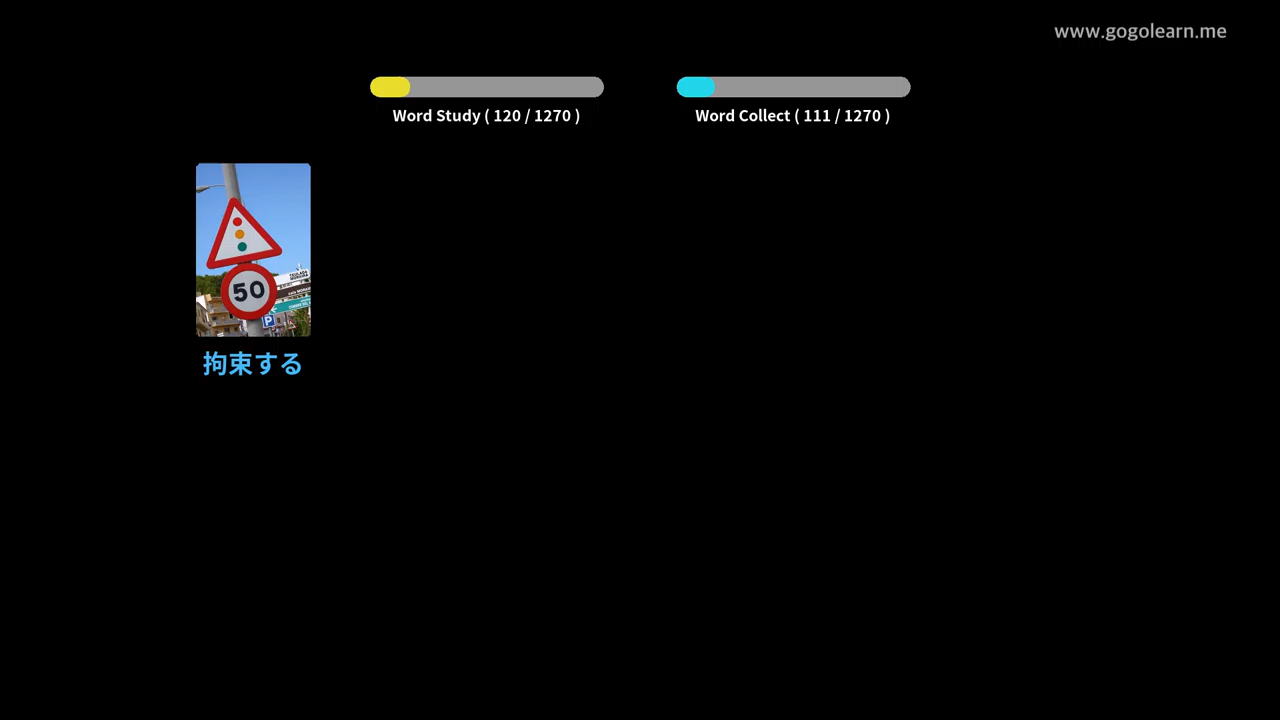 www.gogolearn.me
Word Study ( 120 / 1270 )
Word Collect ( 111 / 1270 )
50
P
拘束する